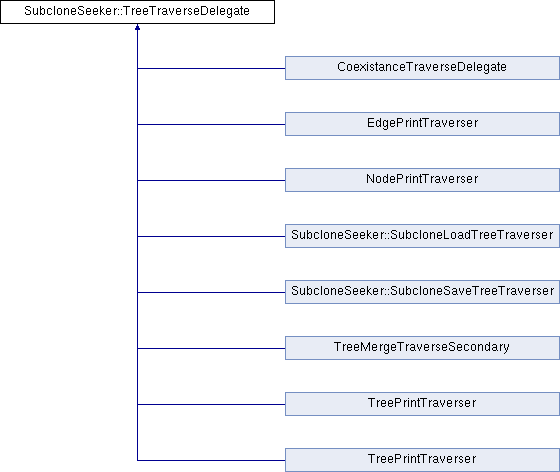 SubcloneSeeker::TreeTraverseDelegate
CoexistanceTraverseDelegate
EdgePrintTraverser
NodePrintTraverser
SubcloneSeeker::SubcloneLoadTreeTraverser
SubcloneSeeker::SubcloneSaveTreeTraverser
TreeMergeTraverseSecondary
TreePrintTraverser
TreePrintTraverser